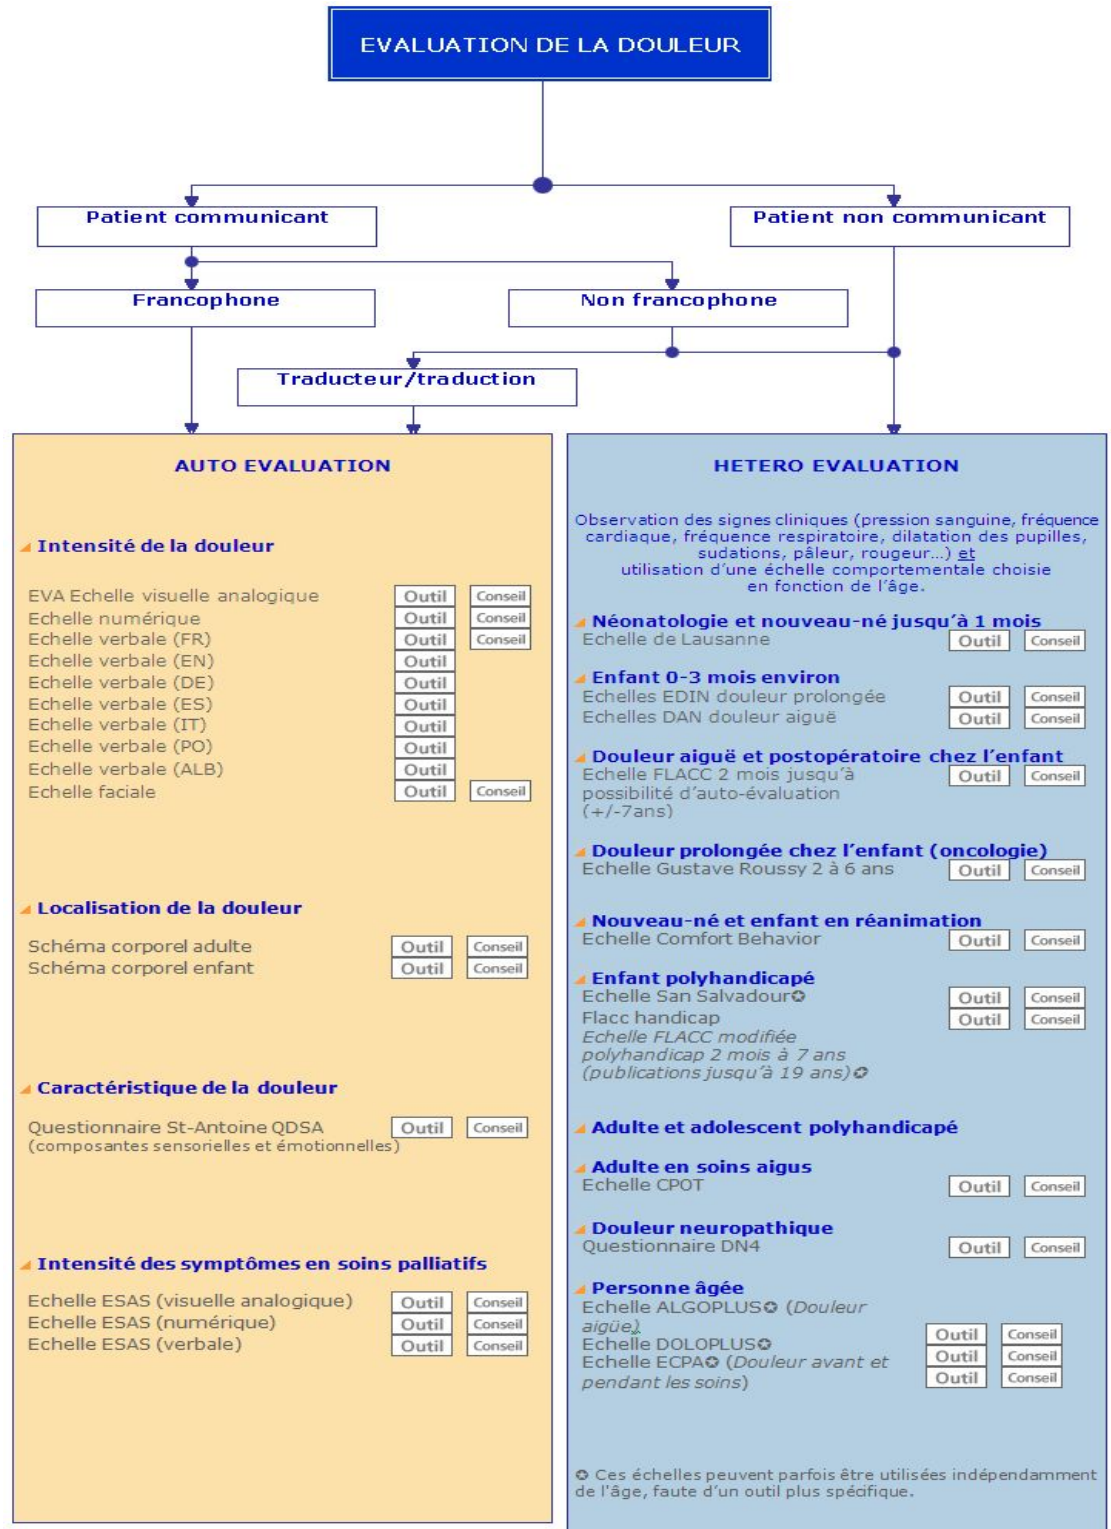 EVALUATION DE LA DOULEUR
Patient communicant
Patient non communicant
Francophone
Non francophone
Traducteur/traduction
AUTO EVALUATION
Intensité de la douleur
EVA Echelle visuelle analogique Outil Conseil
Echelle numérique Outil Conseil
Echelle verbale (FR) Outil Conseil
Echelle verbale (EN) Outil
Echelle verbale (DE) Outil
Echelle verbale (ES) Outil
Echelle verbale (IT) Outil
Echelle verbale (PO) Outil
Echelle verbale (ALB) Outil
Echelle faciale Outil Conseil
Localisation de la douleur
Schéma corporel adulte Outil Conseil
Schéma corporel enfant Outil Conseil
Caractéristique de la douleur
Questionnaire St-Antoine QDSA Outil Conseil
(composantes sensorielles et émotionnelles)
Intensité des symptômes en soins palliatifs
Echelle ESAS (visuelle analogique) Outil Conseil
Echelle ESAS (numérique) Outil Conseil
Echelle ESAS (verbale) Outil Conseil
HETERO EVALUATION
Observation des signes cliniques (pression sanguine, fréquence
cardiaque, fréquence respiratoire, dilatation des pupilles,
sudations, pâleur, rougeur...) et
utilisation d'une échelle comportementale choisie
en fonction de l'âge.
Néonatologie et nouveau-né jusqu'à 1 mois
Echelle de Lausanne Outil Conseil
Enfant 0-3 mois environ
Echelles EDIN douleur prolongée Outil Conseil
Echelles DAN douleur aiguë Outil Conseil
Douleur aiguë et postopératoire chez l'enfant
Echelle FLACC 2 mois jusqu'à Outil Conseil
possibilité d'auto-évaluation
(+/-7ans)
Douleur prolongée chez l'enfant (oncologie)
Echelle Gustave Roussy 2 à 6 ans Outil Conseil
Nouveau-né et enfant en réanimation
Echelle Comfort Behavior Outil Conseil
Enfant polyhandicapé
Echelle San Salvadour✪ Outil Conseil
Flacc handicap Outil Conseil
Echelle FLACC modifiée
polyhandicap 2 mois à 7 ans
(publications jusqu'à 19 ans)✪
Adulte et adolescent polyhandicapé
Adulte en soins aigus
Echelle CPOT Outil Conseil
Douleur neuropathique
Questionnaire DN4 Outil Conseil
Personne âgée
Echelle ALGOPLUS✪ (Douleur
aigüe) Outil Conseil
Echelle DOLOPLUS✪ Outil Conseil
Echelle ECPA✪ (Douleur avant et
pendant les soins) Outil Conseil
✪ Ces échelles peuvent parfois être utilisées indépendamment
de l'âge, faute d'un outil plus spécifique.